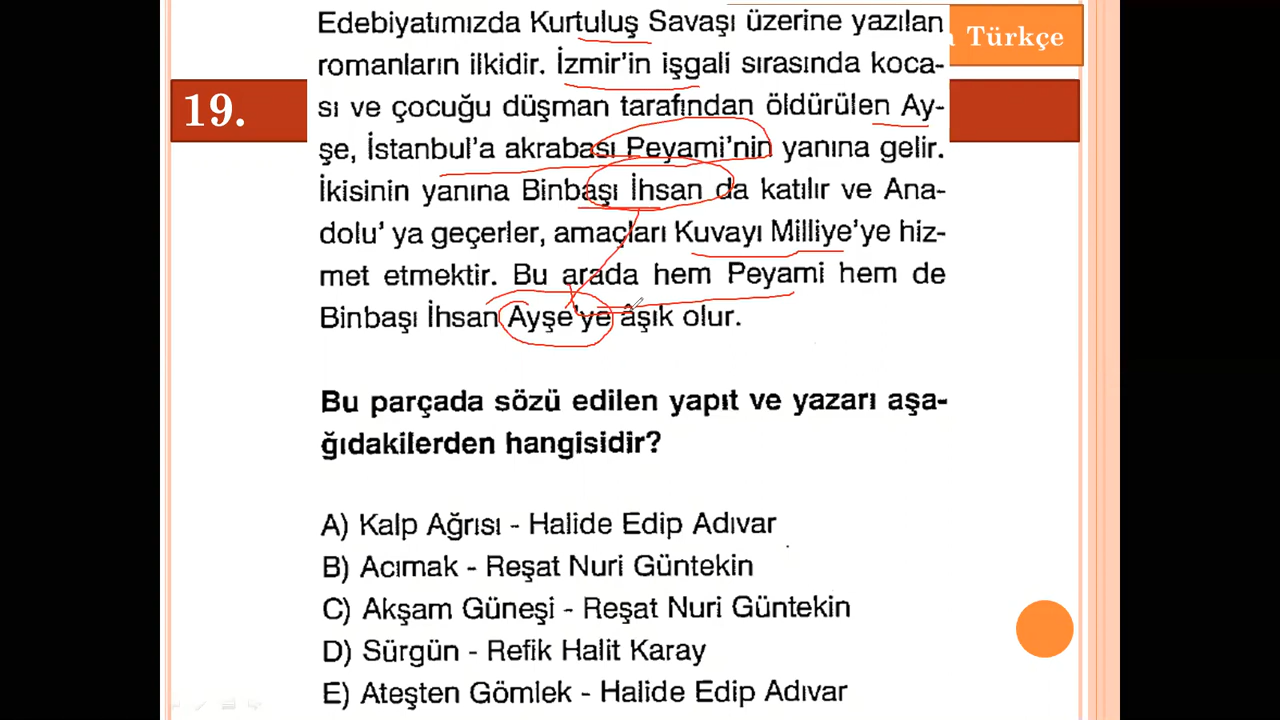 Edebiyatımızda Kurtuluş Savaşı üzerine yazılan
Türkçe
romanların ilkidir. İzmir'in işgali sırasında koca-
19.
sı ve çocuğu düşman tarafından öldürülen Ay-
şe, İstanbul'a akrabası Peyami'nin yanına gelir.
İkisinin yanına Binbaşı İhsan da katılır ve Ana-
dolu' ya geçerler, amaçları Kuvayı Milliye'ye hiz-
met etmektir. Bu arada hem Peyami hem de
Binbaşı İhsan Ayşe'ye âşık olur.
Bu parçada sözü edilen yapıt ve yazarı aşa-
ğıdakilerden hangisidir?
A) Kalp Ağrısı - Halide Edip Adıvar
B) Acımak - Reşat Nuri Güntekin
C) Akşam Güneşi - Reşat Nuri Güntekin
D) Sürgün - Refik Halit Karay
E) Ateşten Gömlek - Halide Edip Adıvar